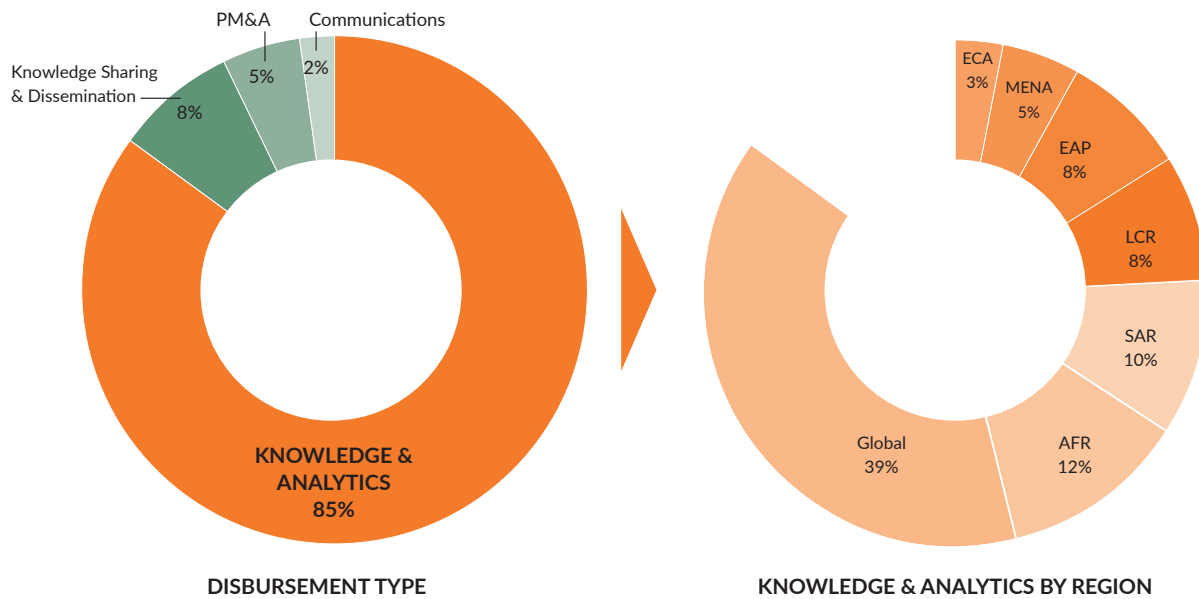 PM&A
Communications
Knowledge Sharing
& Dissemination
8%
5%
2%
KNOWLEDGE &
ANALYTICS
85%
DISBURSEMENT TYPE
ECA
3%
MENA
5%
EAP
8%
LCR
8%
SAR
10%
AFR
12%
Global
39%
KNOWLEDGE & ANALYTICS BY REGION